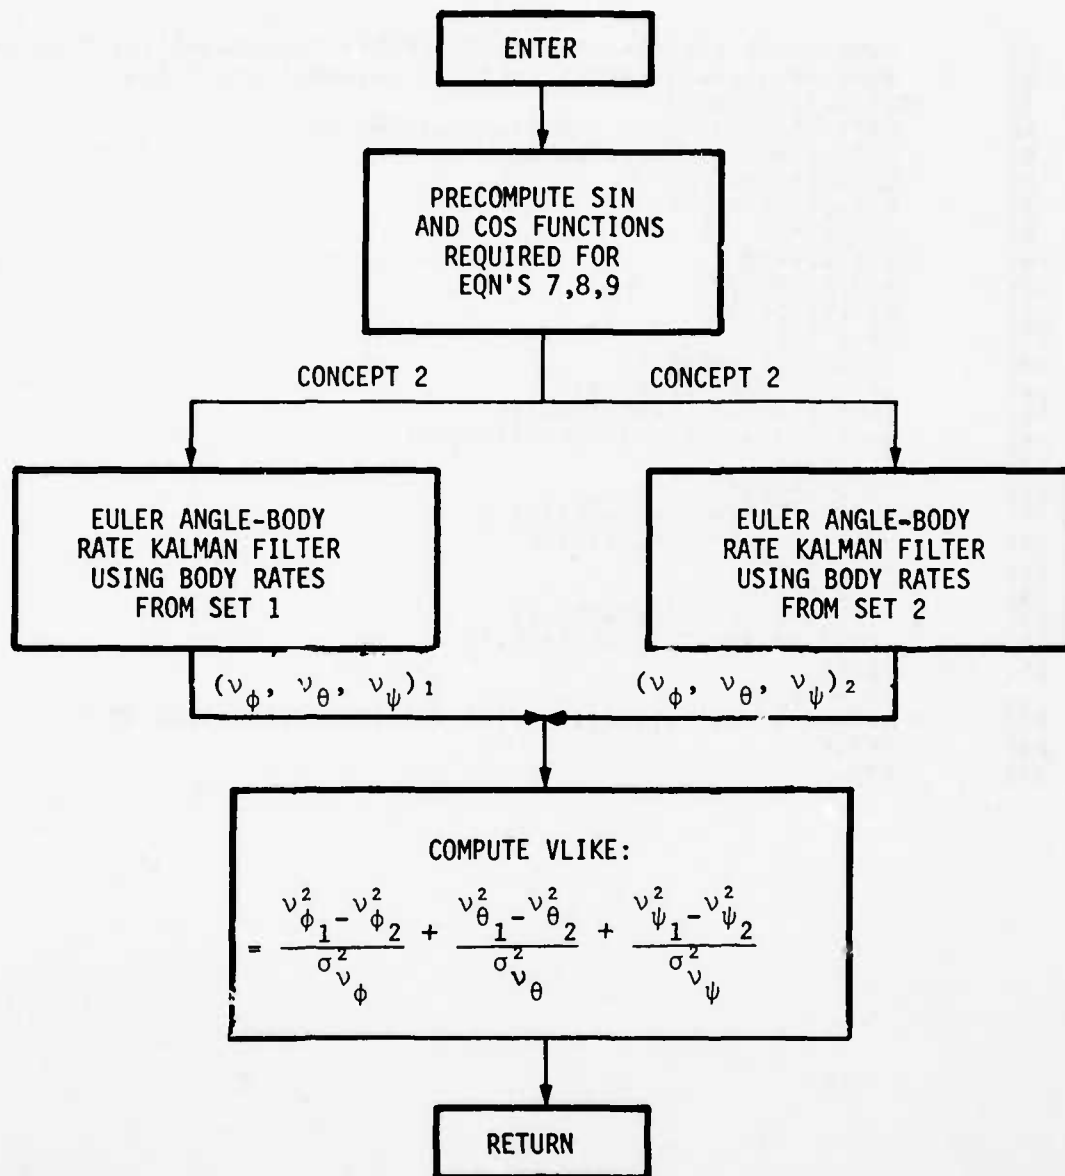 ENTER
PRECOMPUTE SIN
AND COS FUNCTIONS
REQUIRED FOR
EQN'S 7,8,9
CONCEPT 2
CONCEPT 2
EULER ANGLE-BODY
RATE KALMAN FILTER
USING BODY RATES
FROM SET 1
EULER ANGLE-BODY
RATE KALMAN FILTER
USING BODY RATES
FROM SET 2
(ν_φ, ν_θ, ν_ψ)₁
(ν_φ, ν_θ, ν_ψ)₂
COMPUTE VLIKE:
= (ν²_φ₁ - ν²_φ₂)/σ²_ν_φ + (ν²_θ₁ - ν²_θ₂)/σ²_ν_θ + (ν²_ψ₁ - ν²_ψ₂)/σ²_ν_ψ
RETURN